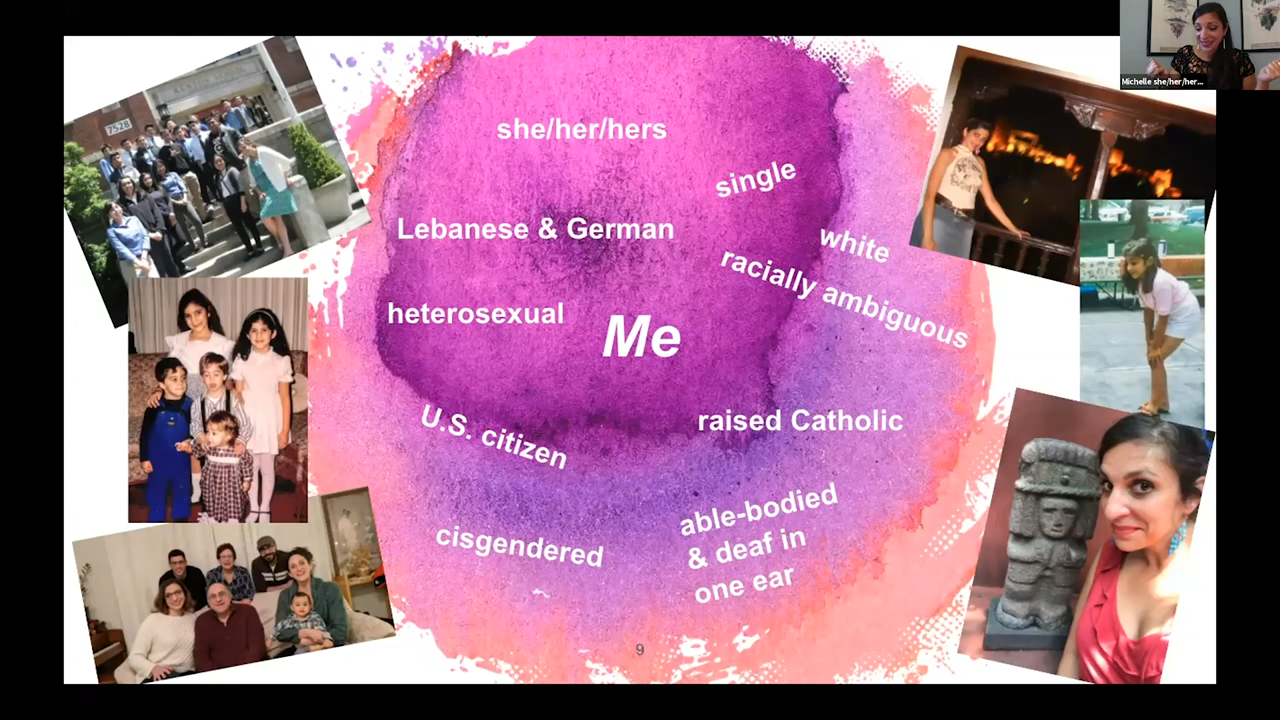 Michelle she/her/her...
she/her/hers
single
Lebanese & German
white
racially ambiguous
heterosexual
Me
U.S. citizen
raised Catholic
cisgendered
able-bodied
& deaf in
one ear
9
7528